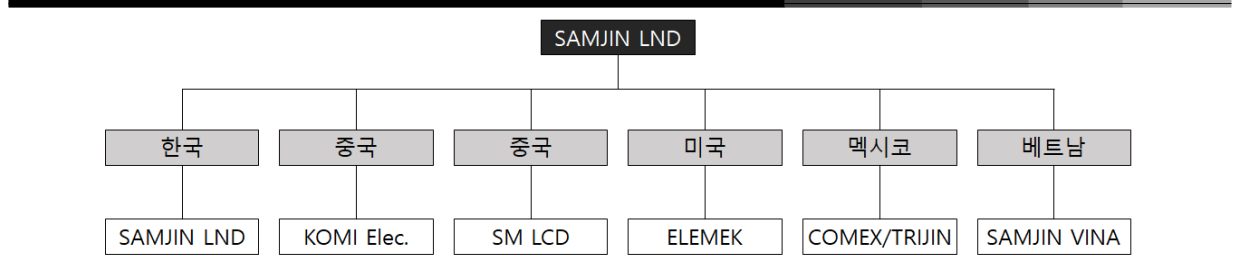 SAMJIN LND
한국 중국 중국 미국 멕시코 베트남
SAMJIN LND KOMI Elec. SM LCD ELEMEK COMEX/TRIJIN SAMJIN VINA